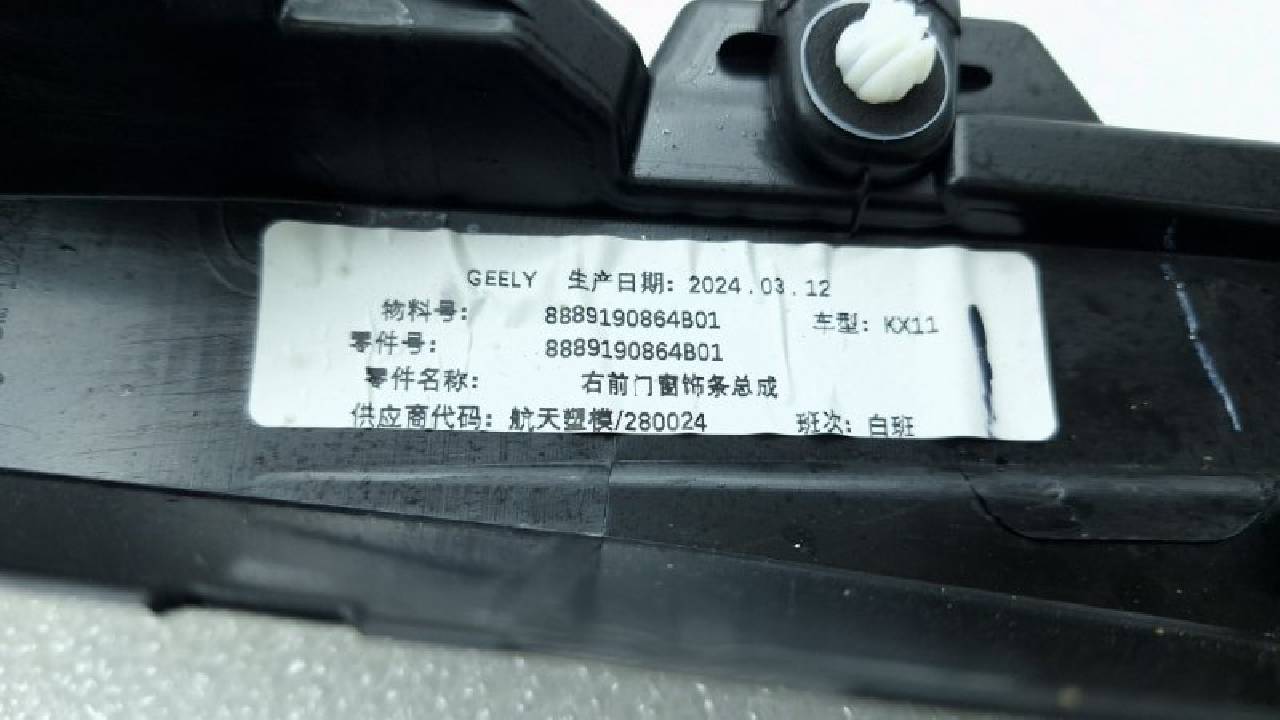 GEELY 生产日期: 2024.03.12
物料号: 8889190864B01 车型: KX11
零件号: 8889190864B01
零件名称: 右前门窗饰条总成
供应商代码: 航天塑模/280024 班次: 白班